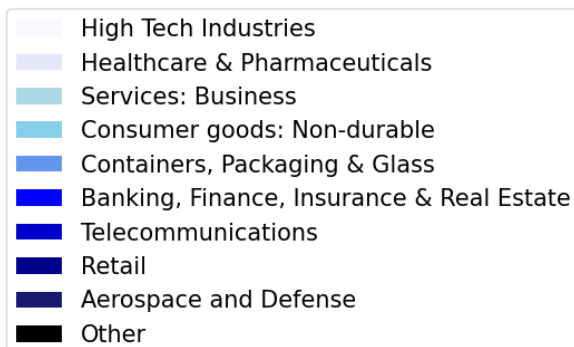 High Tech Industries
Healthcare & Pharmaceuticals
Services: Business
Consumer goods: Non-durable
Containers, Packaging & Glass
Banking, Finance, Insurance & Real Estate
Telecommunications
Retail
Aerospace and Defense
Other